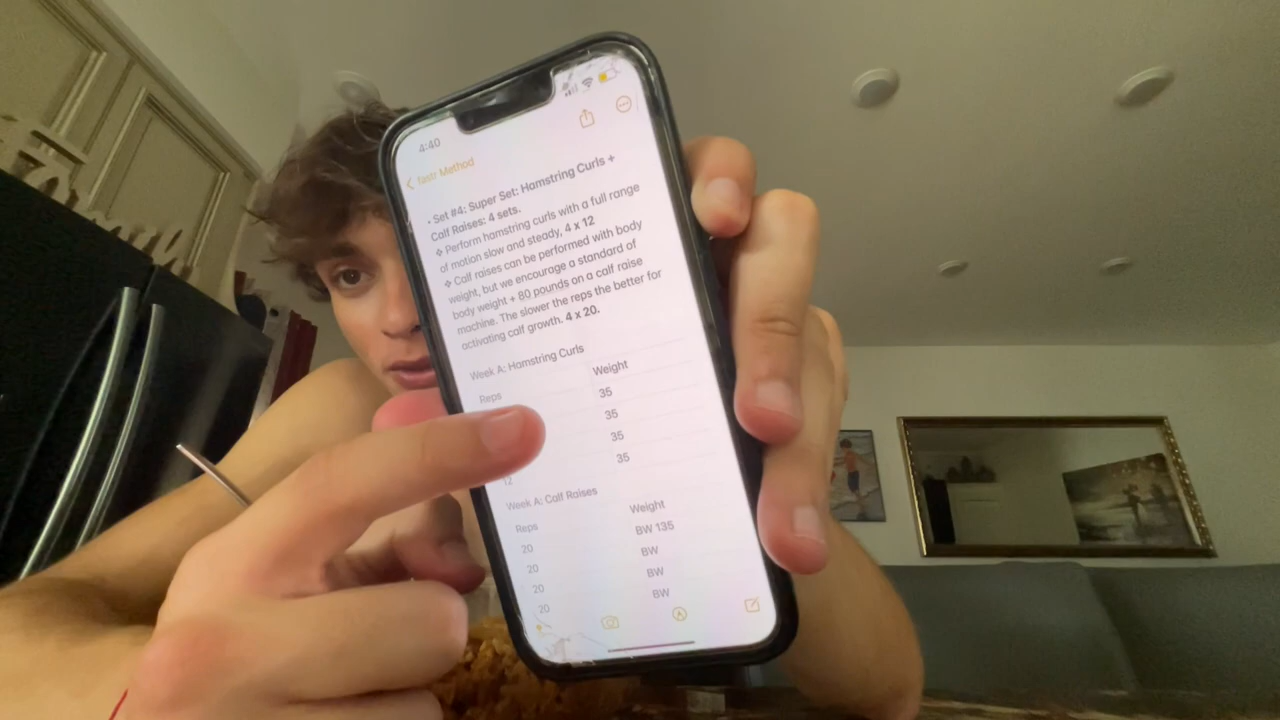 4:40
fastr Method
• Set #4: Super Set: Hamstring Curls +
Calf Raises: 4 sets.
❖ Perform hamstring curls with a full range
of motion slow and steady, 4 x 12
❖ Calf raises can be performed with body
weight, but we encourage a standard of
body weight + 80 pounds on a calf raise
machine. The slower the reps the better for
activating calf growth. 4 x 20.
Week A: Hamstring Curls
Reps Weight
35
35
35
12 35
Week A: Calf Raises
Reps Weight
20 BW 135
20 BW
20 BW
20 BW